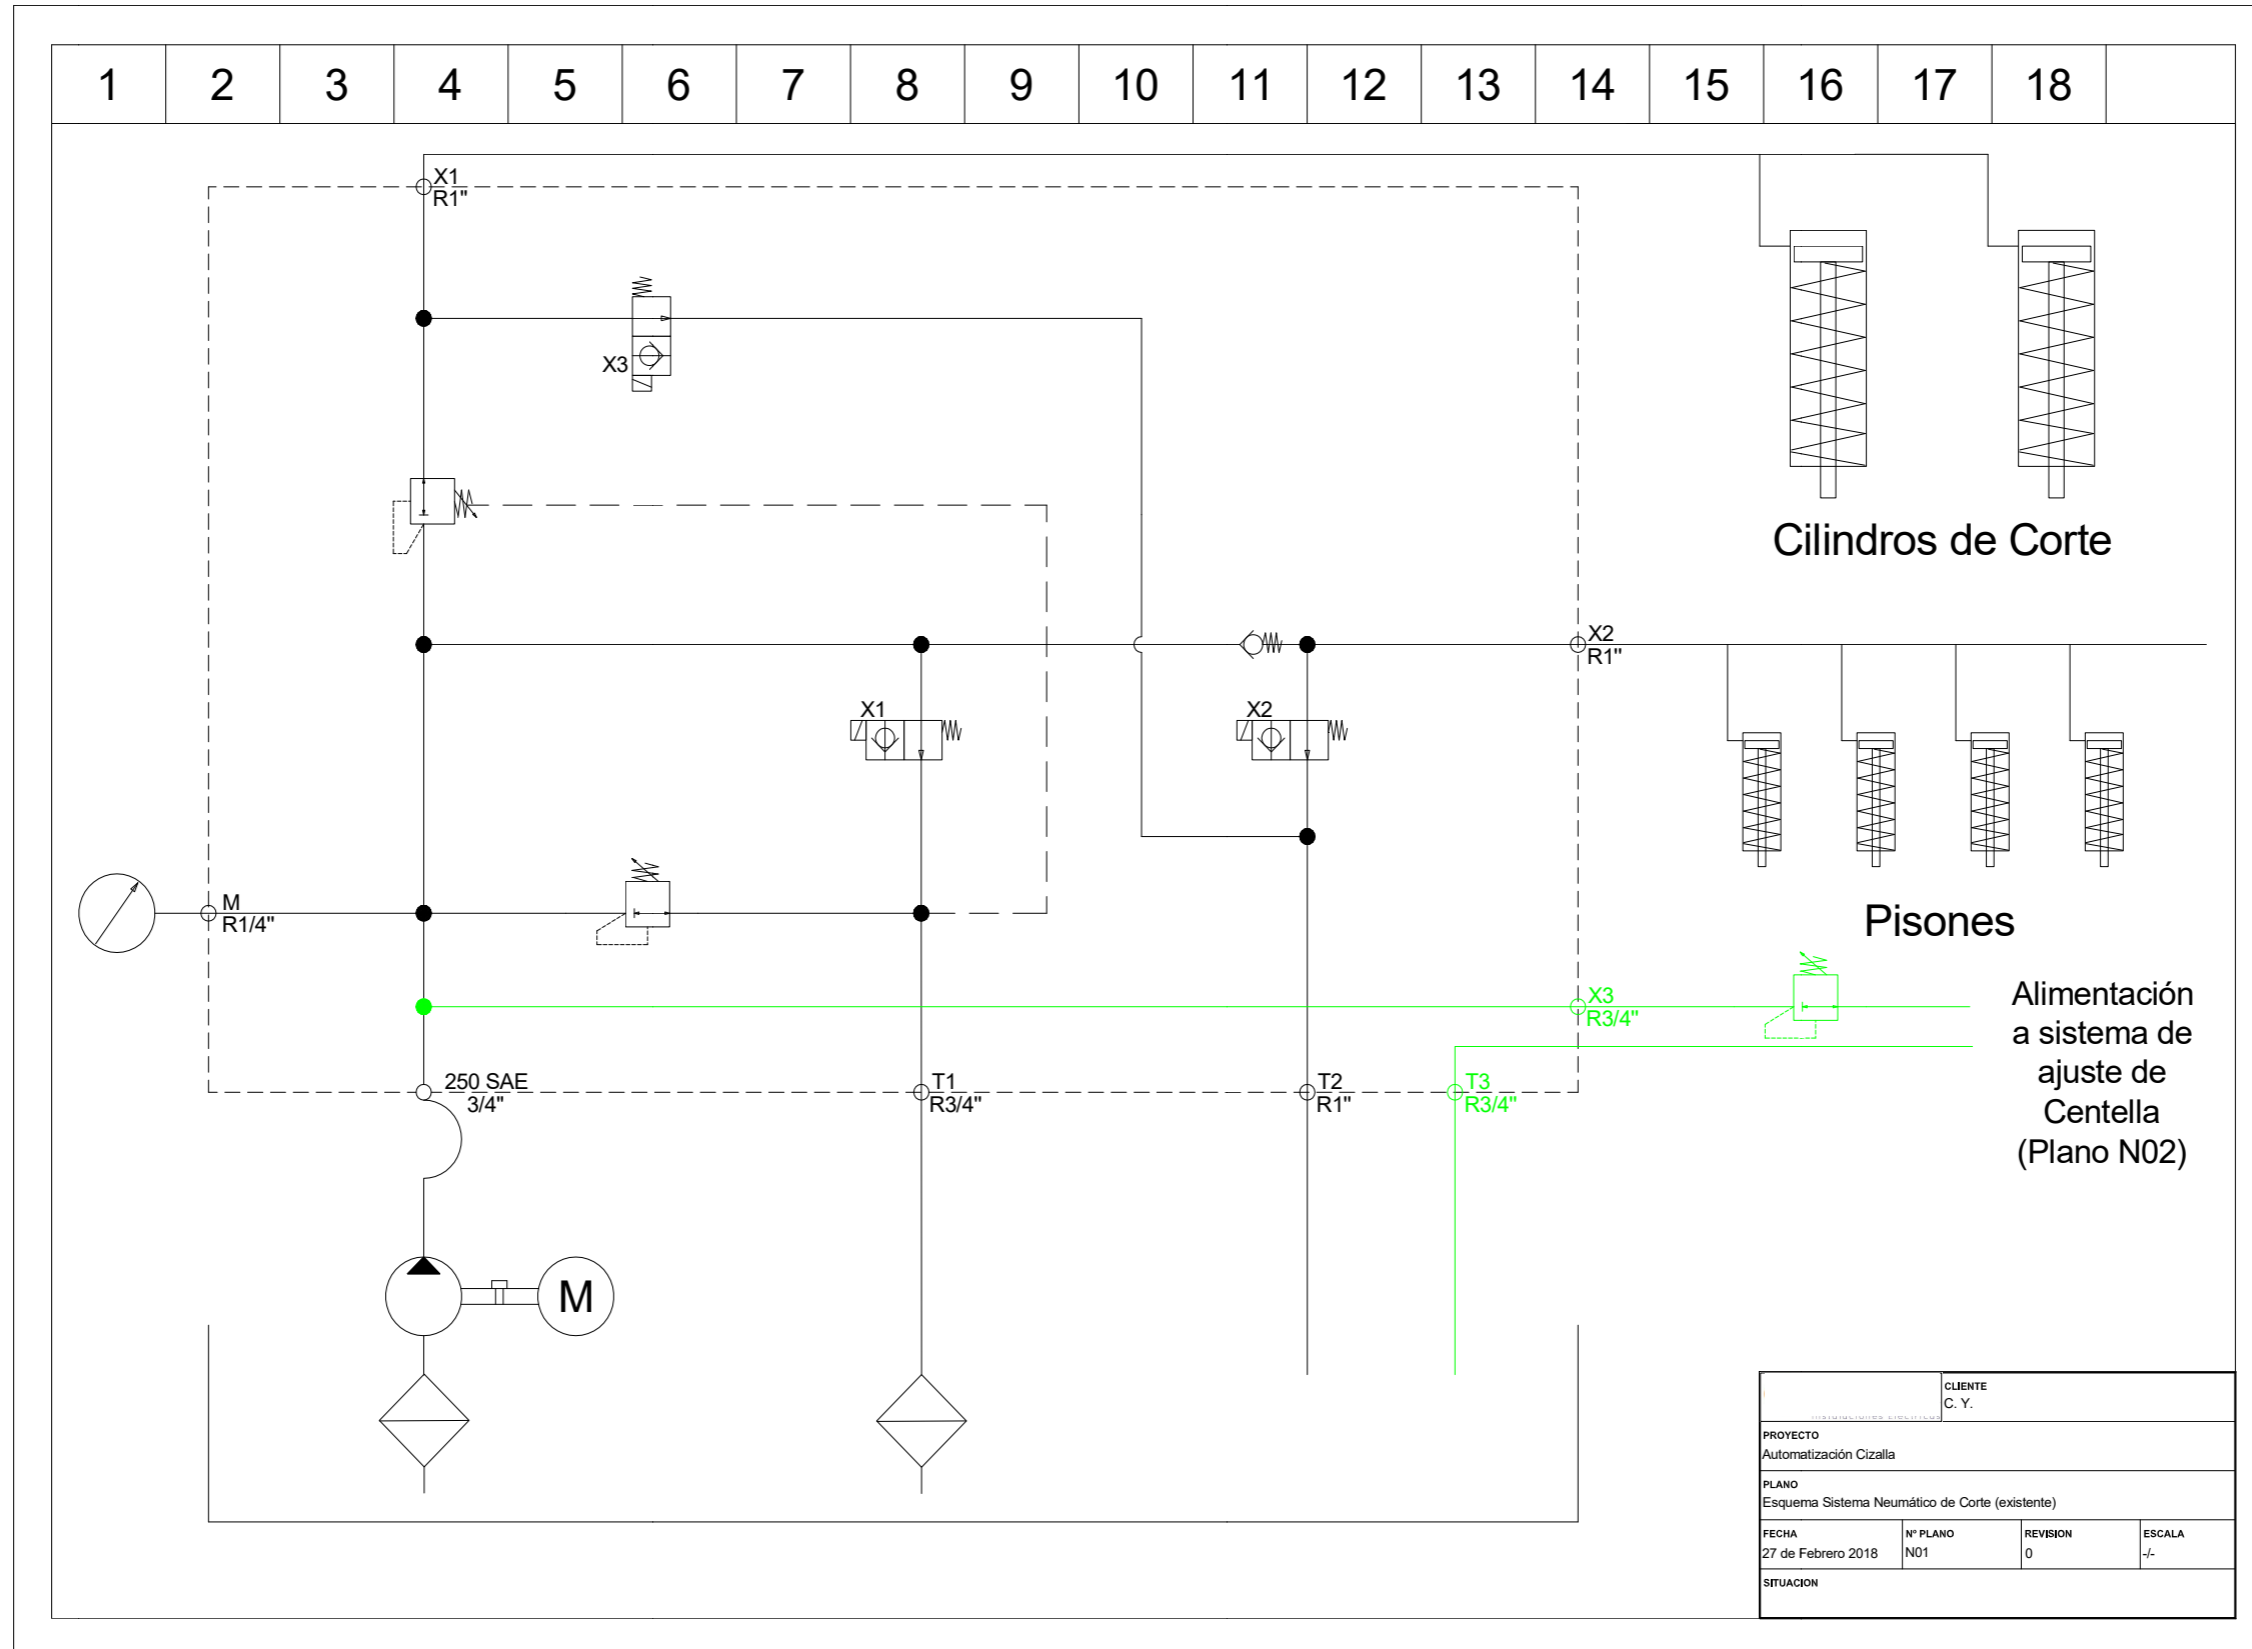 1 2 3 4 5 6 7 8 9 10 11 12 13 14 15 16 17 18
X1
R1"
X3
Cilindros de Corte
X2
R1"
X1
X2
M
R1/4"
Pisones
Alimentación
a sistema de
ajuste de
Centella
(Plano N02)
X3
R3/4"
250 SAE
3/4"
T1
R3/4"
T2
R1"
T3
R3/4"
M
CLIENTE
C. Y.
PROYECTO
Automatización Cizalla
PLANO
Esquema Sistema Neumático de Corte (existente)
FECHA Nº PLANO REVISION ESCALA
27 de Febrero 2018 N01 0 -/-
SITUACION